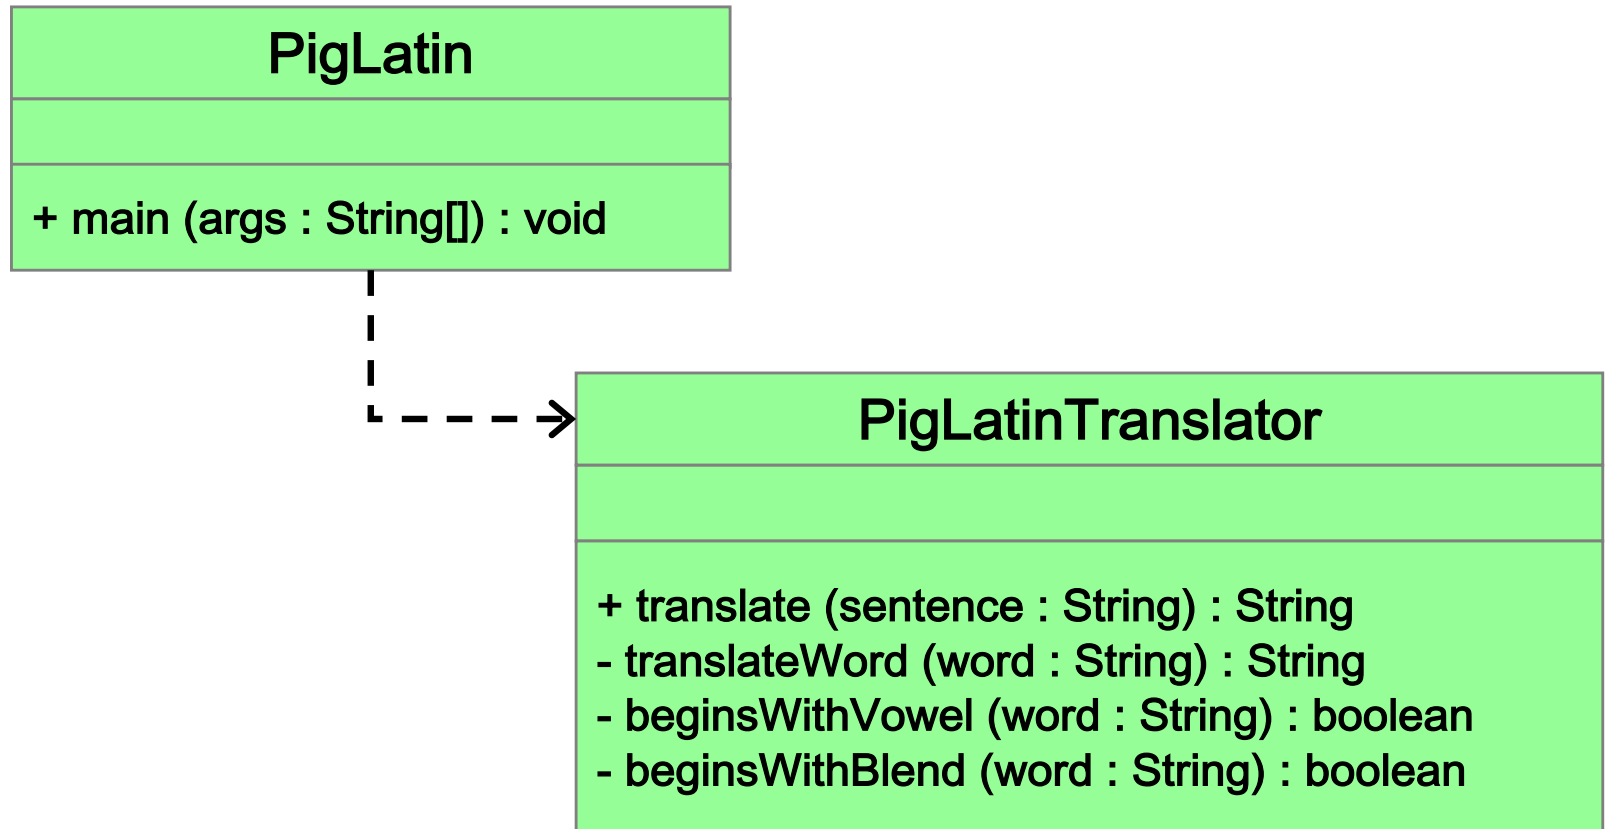 PigLatin
+ main (args : String[]) : void
PigLatinTranslator
+ translate (sentence : String) : String
- translateWord (word : String) : String
- beginsWithVowel (word : String) : boolean
- beginsWithBlend (word : String) : boolean